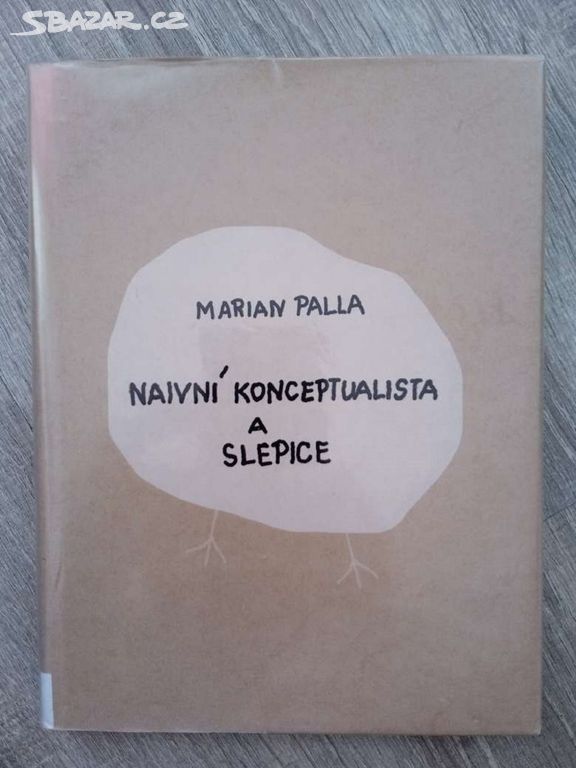 SBAZAR.CZ
MARIAN PALLA
NAIVNÍ KONCEPTUALISTA
A
SLEPICE